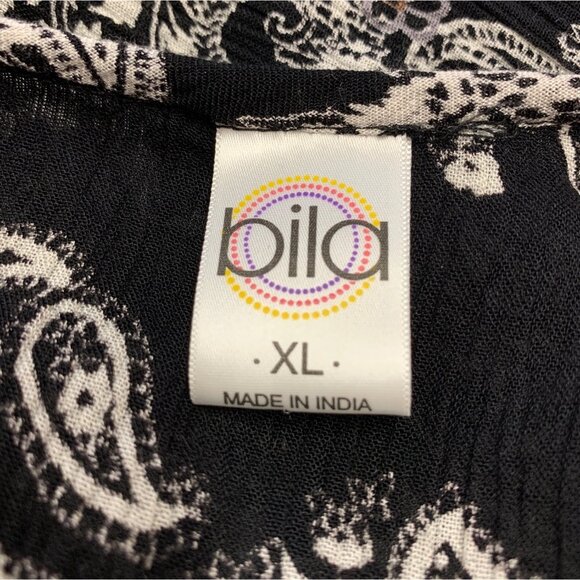 bila
· XL ·
MADE IN INDIA